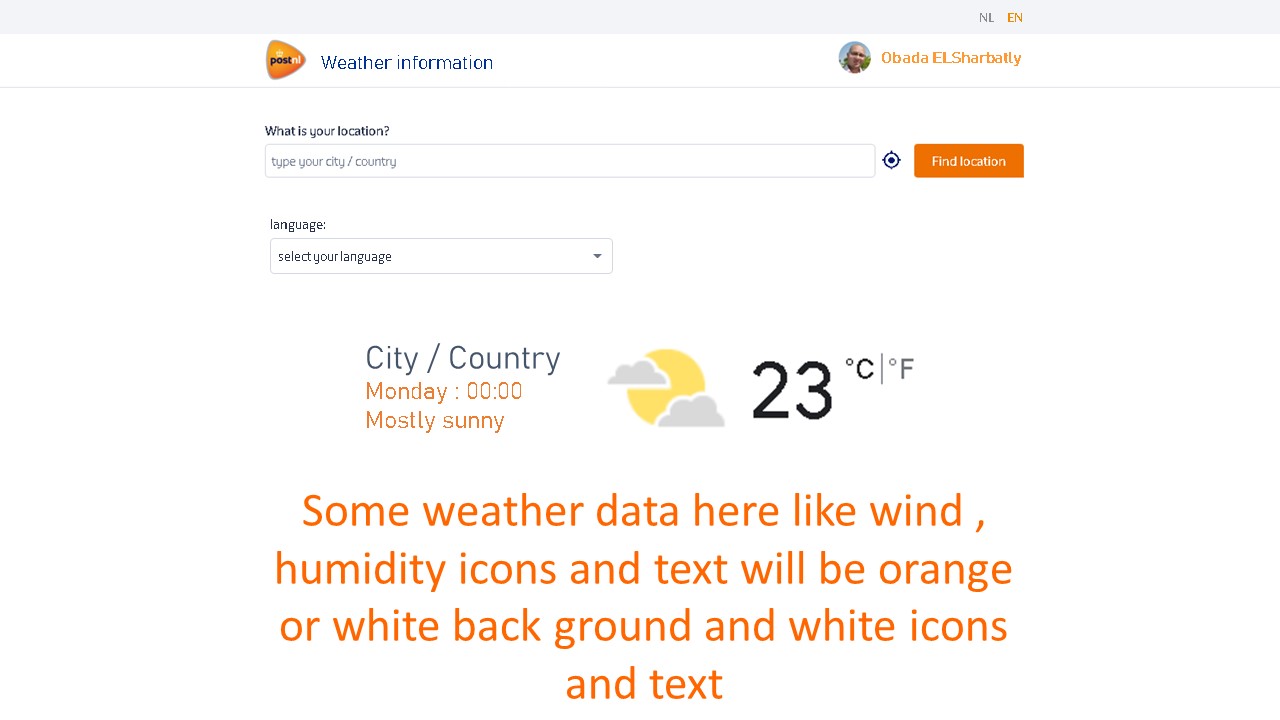 NL EN
postnl
Weather information
Obada ELSharbatly
What is your location?
type your city / country
Find location
language:
select your language
City / Country
Monday : 00:00
Mostly sunny
23 °C|°F
Some weather data here like wind ,
humidity icons and text will be orange
or white back ground and white icons
and text